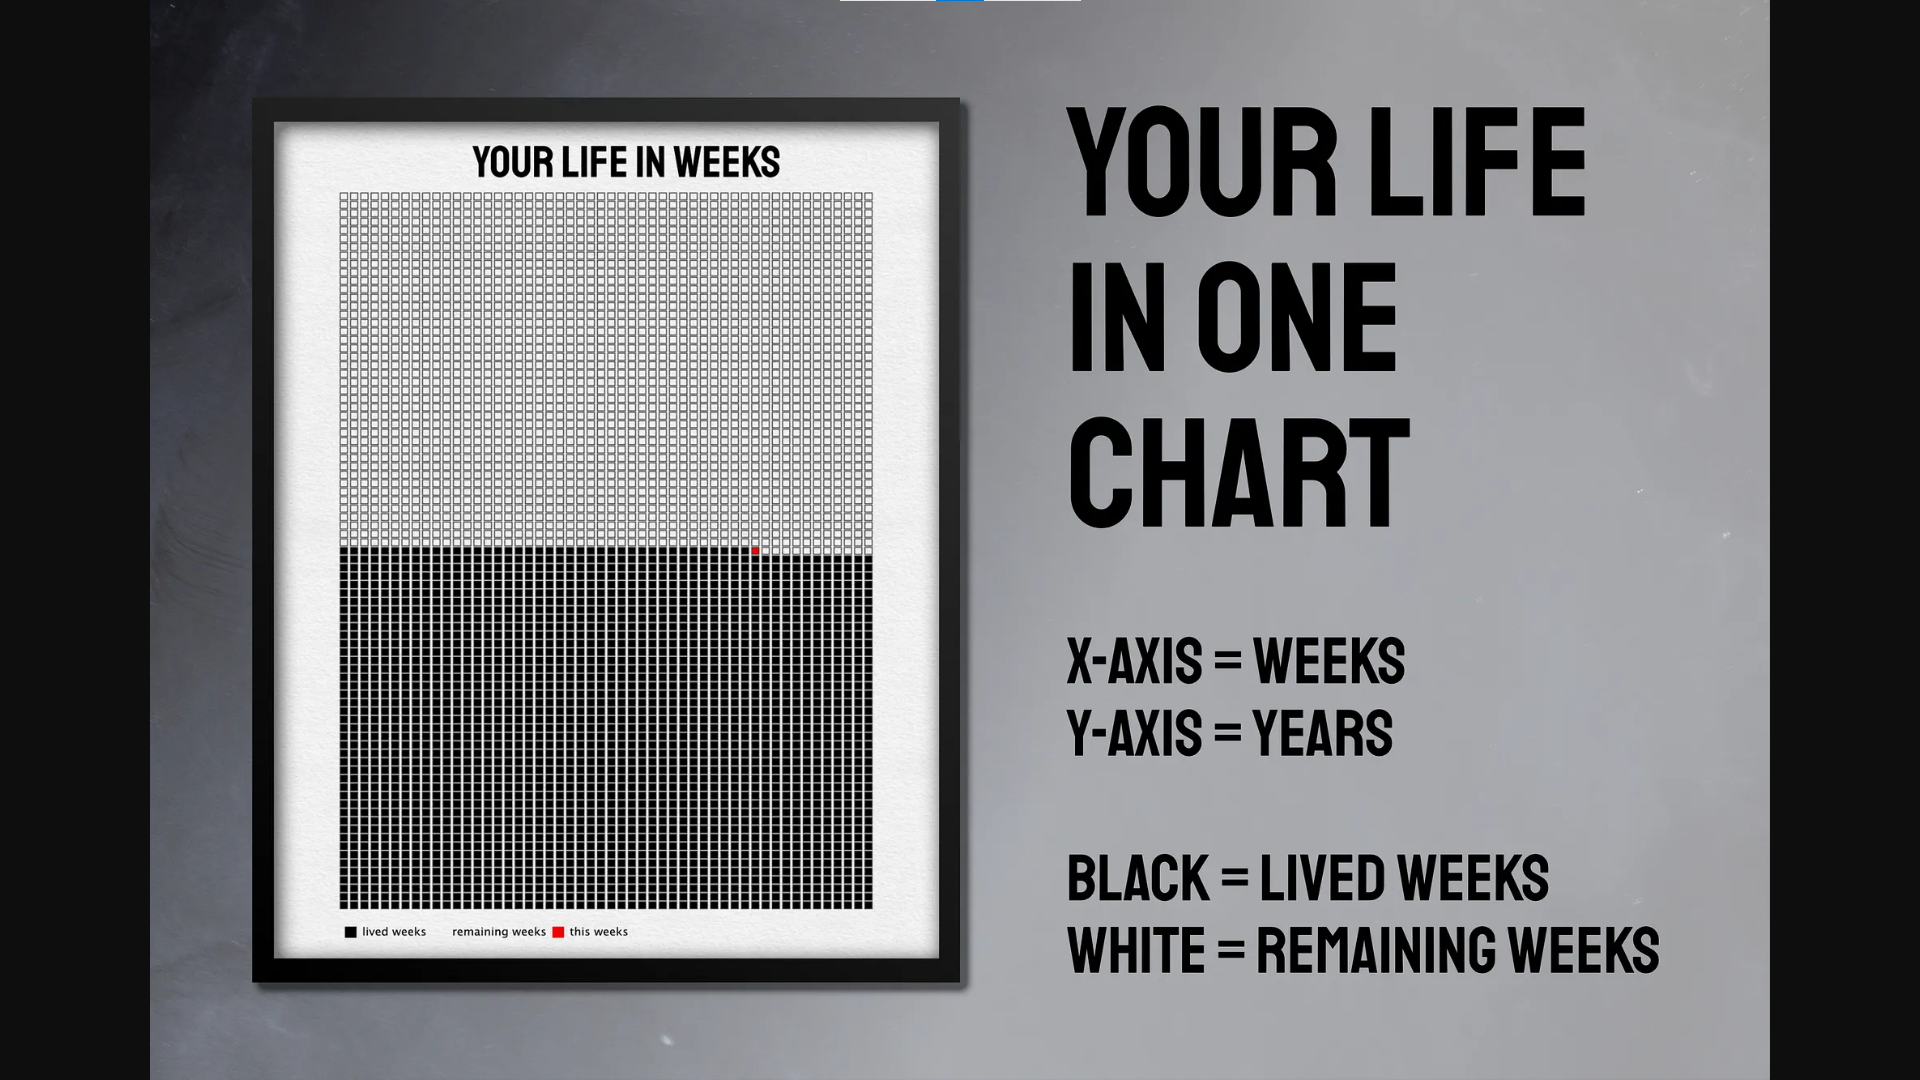 YOUR LIFE IN WEEKS
lived weeks remaining weeks this weeks
YOUR LIFE
IN ONE
CHART
X-AXIS = WEEKS
Y-AXIS = YEARS
BLACK = LIVED WEEKS
WHITE = REMAINING WEEKS